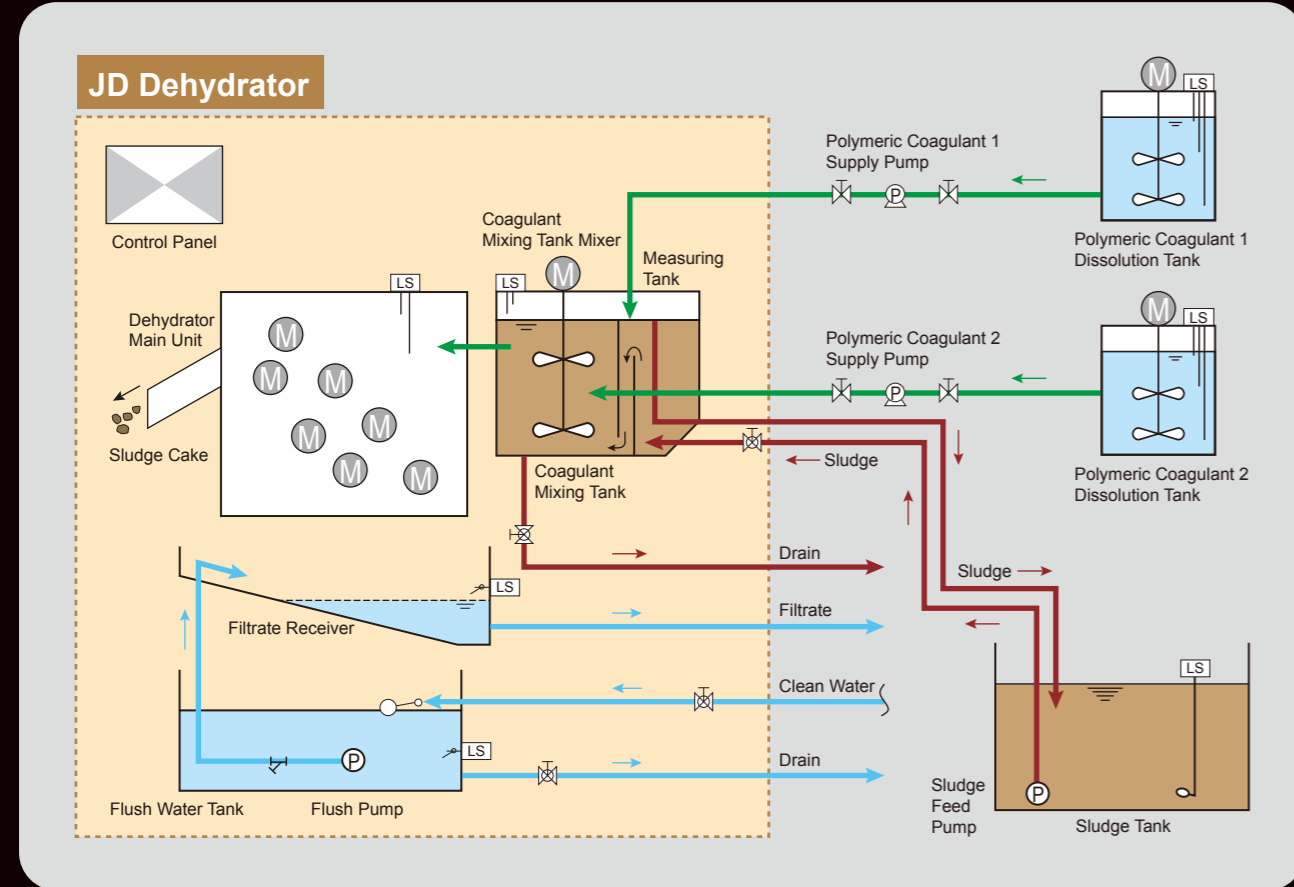 JD Dehydrator
Control Panel
Dehydrator
Main Unit
Sludge Cake
LS
M
M
M
M
M
M
M
Coagulant
Mixing Tank Mixer
M
LS
Measuring
Tank
Coagulant
Mixing Tank
Polymeric Coagulant 1
Supply Pump
P
M
LS
Polymeric Coagulant 1
Dissolution Tank
Polymeric Coagulant 2
Supply Pump
P
M
LS
Polymeric Coagulant 2
Dissolution Tank
Sludge
Sludge
Drain
LS
Filtrate
Filtrate Receiver
Clean Water
LS
Drain
P
Flush Water Tank
Flush Pump
LS
P
Sludge
Feed
Pump
Sludge Tank